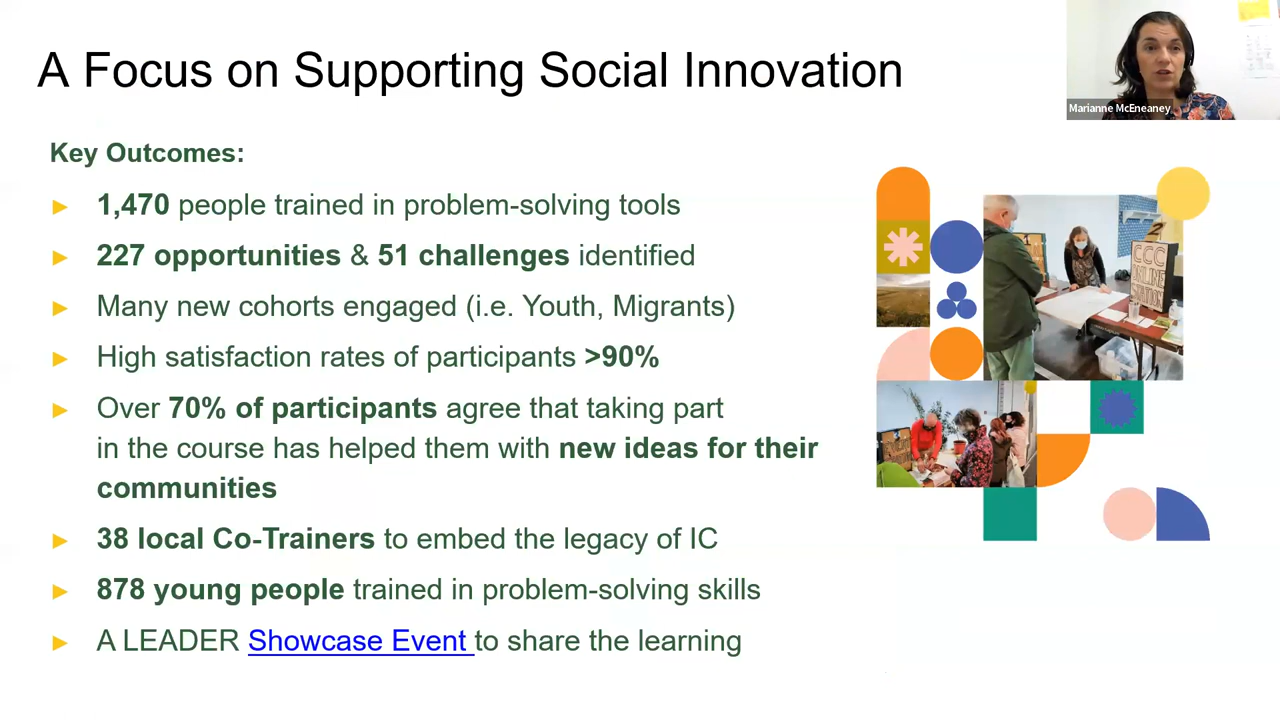 A Focus on Supporting Social Innovation
Marianne McEneaney
Key Outcomes:
► 1,470 people trained in problem-solving tools
► 227 opportunities & 51 challenges identified
► Many new cohorts engaged (i.e. Youth, Migrants)
► High satisfaction rates of participants >90%
► Over 70% of participants agree that taking part
in the course has helped them with new ideas for their
communities
► 38 local Co-Trainers to embed the legacy of IC
► 878 young people trained in problem-solving skills
► A LEADER Showcase Event to share the learning
CCC
ONLINE